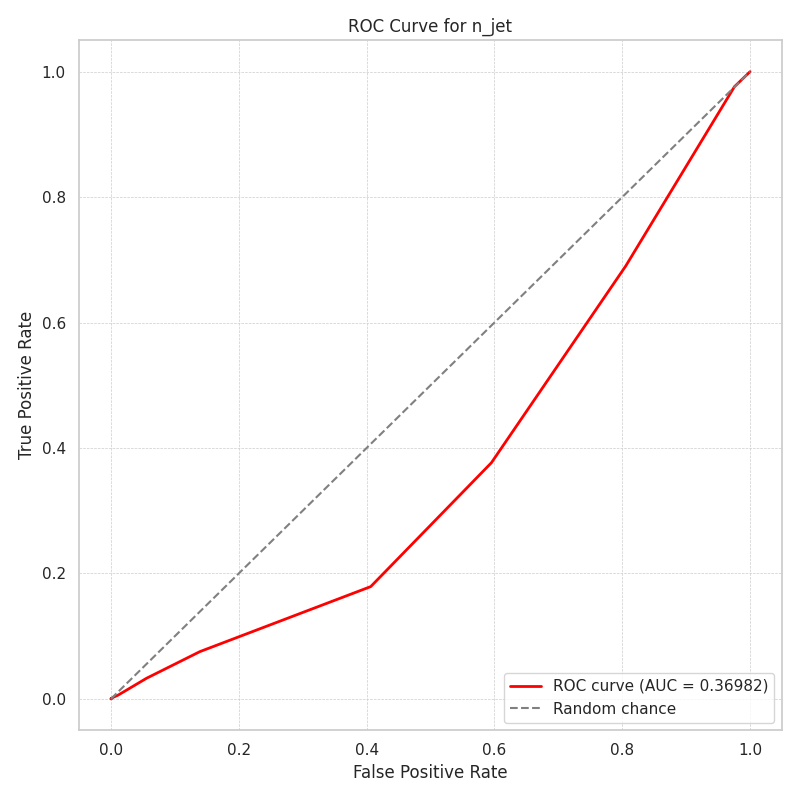 ROC Curve for n_jet
1.0
0.8
0.6
0.4
0.2
0.0
True Positive Rate
ROC curve (AUC = 0.36982)
Random chance
0.0 0.2 0.4 0.6 0.8 1.0
False Positive Rate